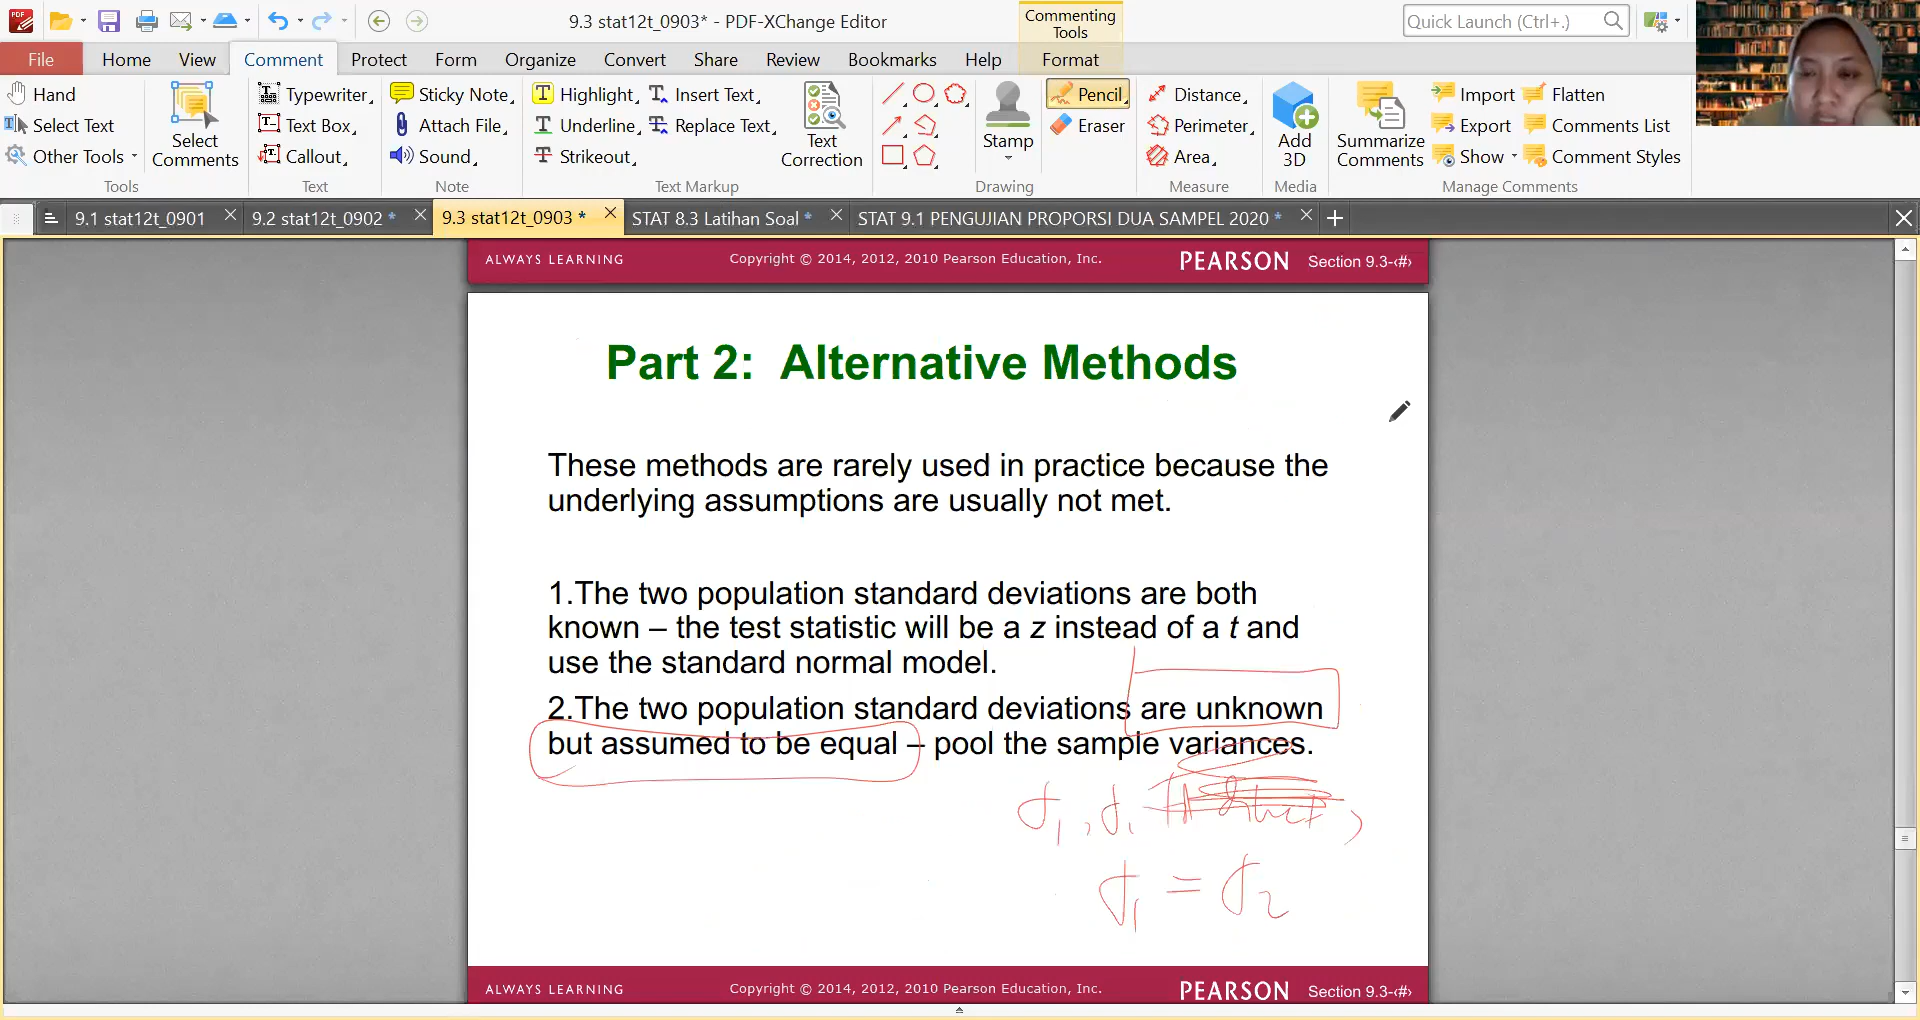 9.3 stat12t_0903* - PDF-XChange Editor
Commenting Tools
Quick Launch (Ctrl+.)
File Home View Comment Protect Form Organize Convert Share Review Bookmarks Help Format
Hand
Select Text
Other Tools
Select Comments
Tools
Typewriter
Text Box
Callout
Text
Sticky Note
Attach File
Sound
Note
Highlight
Underline
Strikeout
Insert Text
Replace Text
Text Correction
Text Markup
Stamp
Drawing
Pencil
Eraser
Distance
Perimeter
Area
Measure
Add 3D
Media
Summarize Comments
Import
Export
Show
Flatten
Comments List
Comment Styles
Manage Comments
9.1 stat12t_0901
9.2 stat12t_0902 *
9.3 stat12t_0903 *
STAT 8.3 Latihan Soal *
STAT 9.1 PENGUJIAN PROPORSI DUA SAMPEL 2020 *
ALWAYS LEARNING Copyright © 2014, 2012, 2010 Pearson Education, Inc. PEARSON Section 9.3-‹#›
Part 2: Alternative Methods
These methods are rarely used in practice because the
underlying assumptions are usually not met.
1.The two population standard deviations are both
known – the test statistic will be a z instead of a t and
use the standard normal model.
2.The two population standard deviations are unknown
but assumed to be equal – pool the sample variances.
σ1 = σ2
ALWAYS LEARNING Copyright © 2014, 2012, 2010 Pearson Education, Inc. PEARSON Section 9.3-‹#›